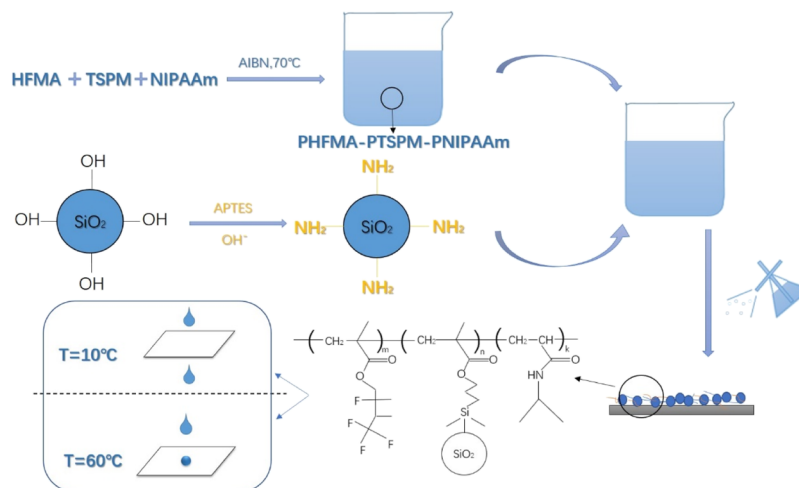 HFMA + TSPM + NIPAAm
AIBN,70℃
PHFMA-PTSPM-PNIPAAm
OH
OH
SiO₂
OH
OH
APTES
OH⁻
NH₂
NH₂
SiO₂
NH₂
NH₂
T=10℃
T=60℃
CH₂
m
CH₂
n
CH₂
CH
k
O
O
O
O
O
HN
F
F
F
F
Si
SiO₂